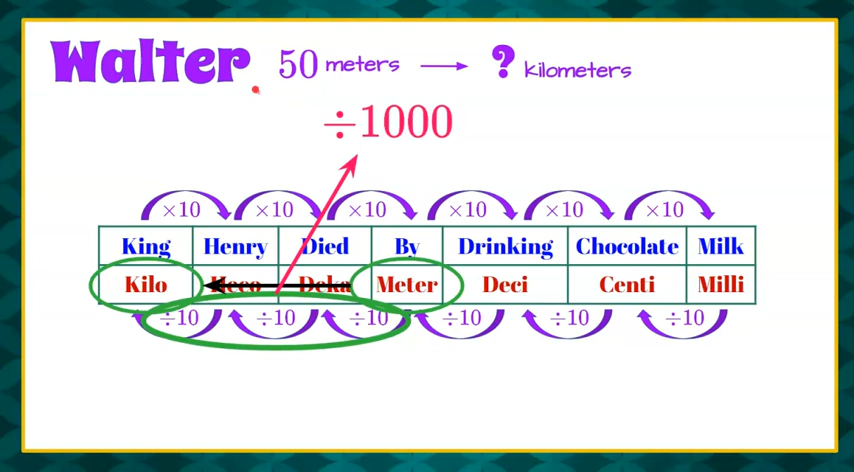 Walter. 50 meters → ? kilometers
÷1000
×10 ×10 ×10 ×10 ×10 ×10
King Henry Died By Drinking Chocolate Milk
Kilo Heco Deka Meter Deci Centi Milli
÷10 ÷10 ÷10 ÷10 ÷10 ÷10